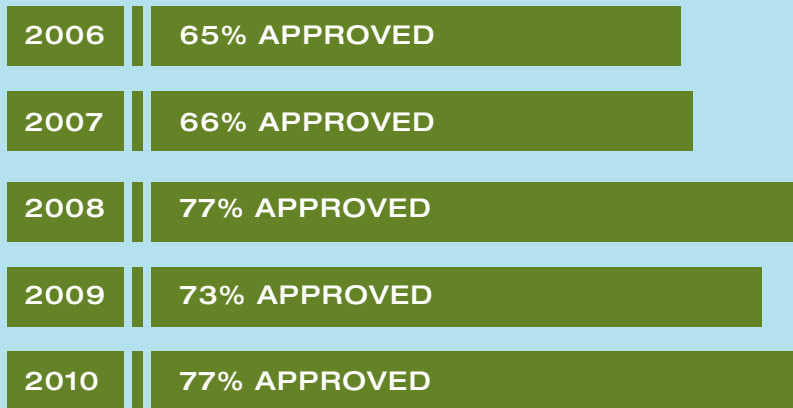 2006 65% APPROVED
2007 66% APPROVED
2008 77% APPROVED
2009 73% APPROVED
2010 77% APPROVED